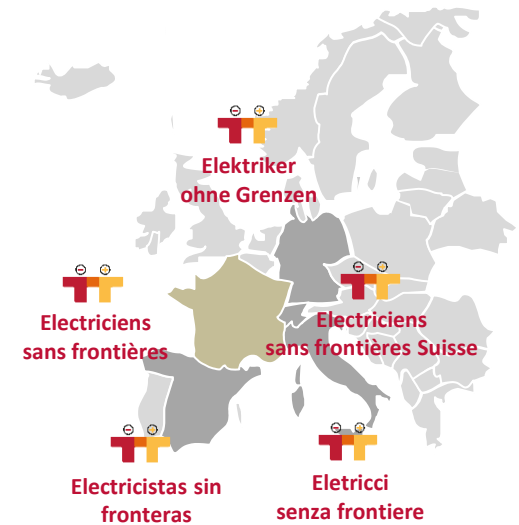 Elektriker
ohne Grenzen
Electriciens
sans frontières
Electriciens
sans frontières Suisse
Electricistas sin
fronteras
Eletricci
senza frontiere